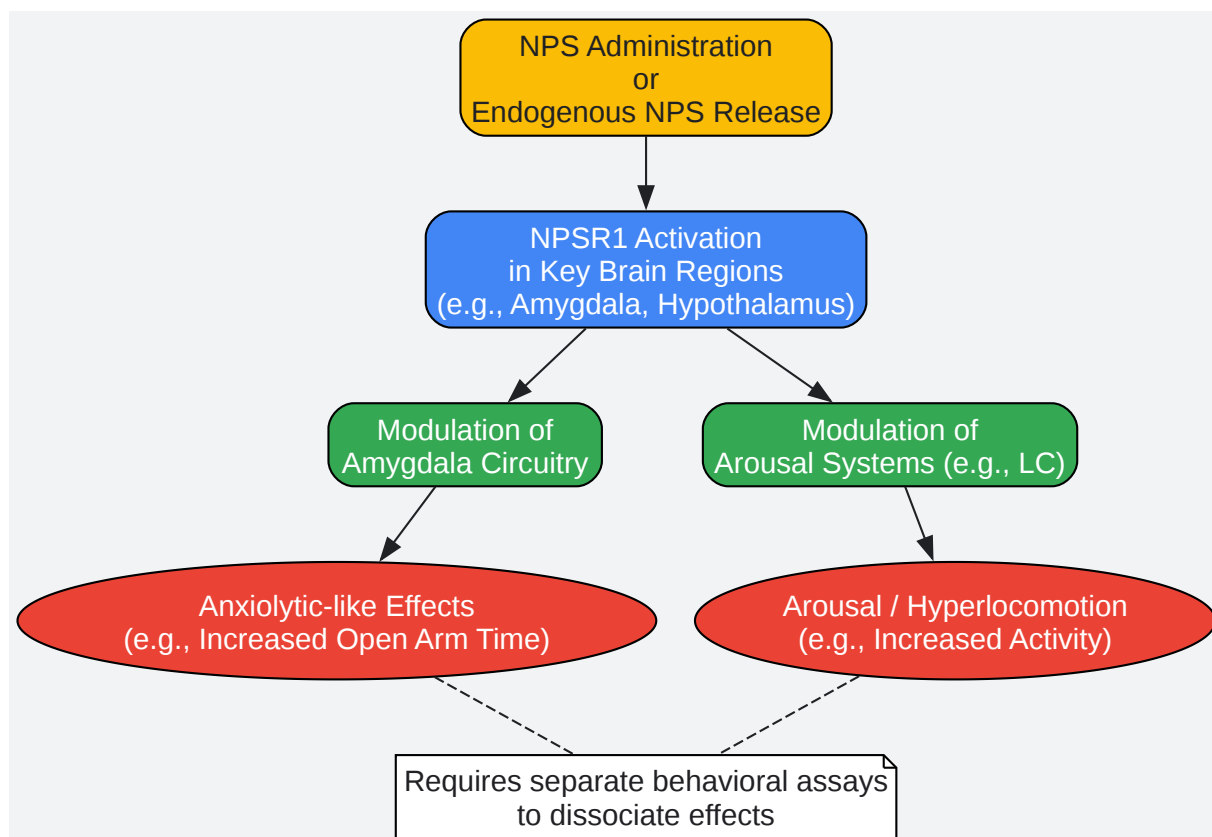 NPS Administration
or
Endogenous NPS Release
NPSR1 Activation
in Key Brain Regions
(e.g., Amygdala, Hypothalamus)
Modulation of
Amygdala Circuitry
Modulation of
Arousal Systems (e.g., LC)
Anxiolytic-like Effects
(e.g., Increased Open Arm Time)
Arousal / Hyperlocomotion
(e.g., Increased Activity)
Requires separate behavioral assays
to dissociate effects